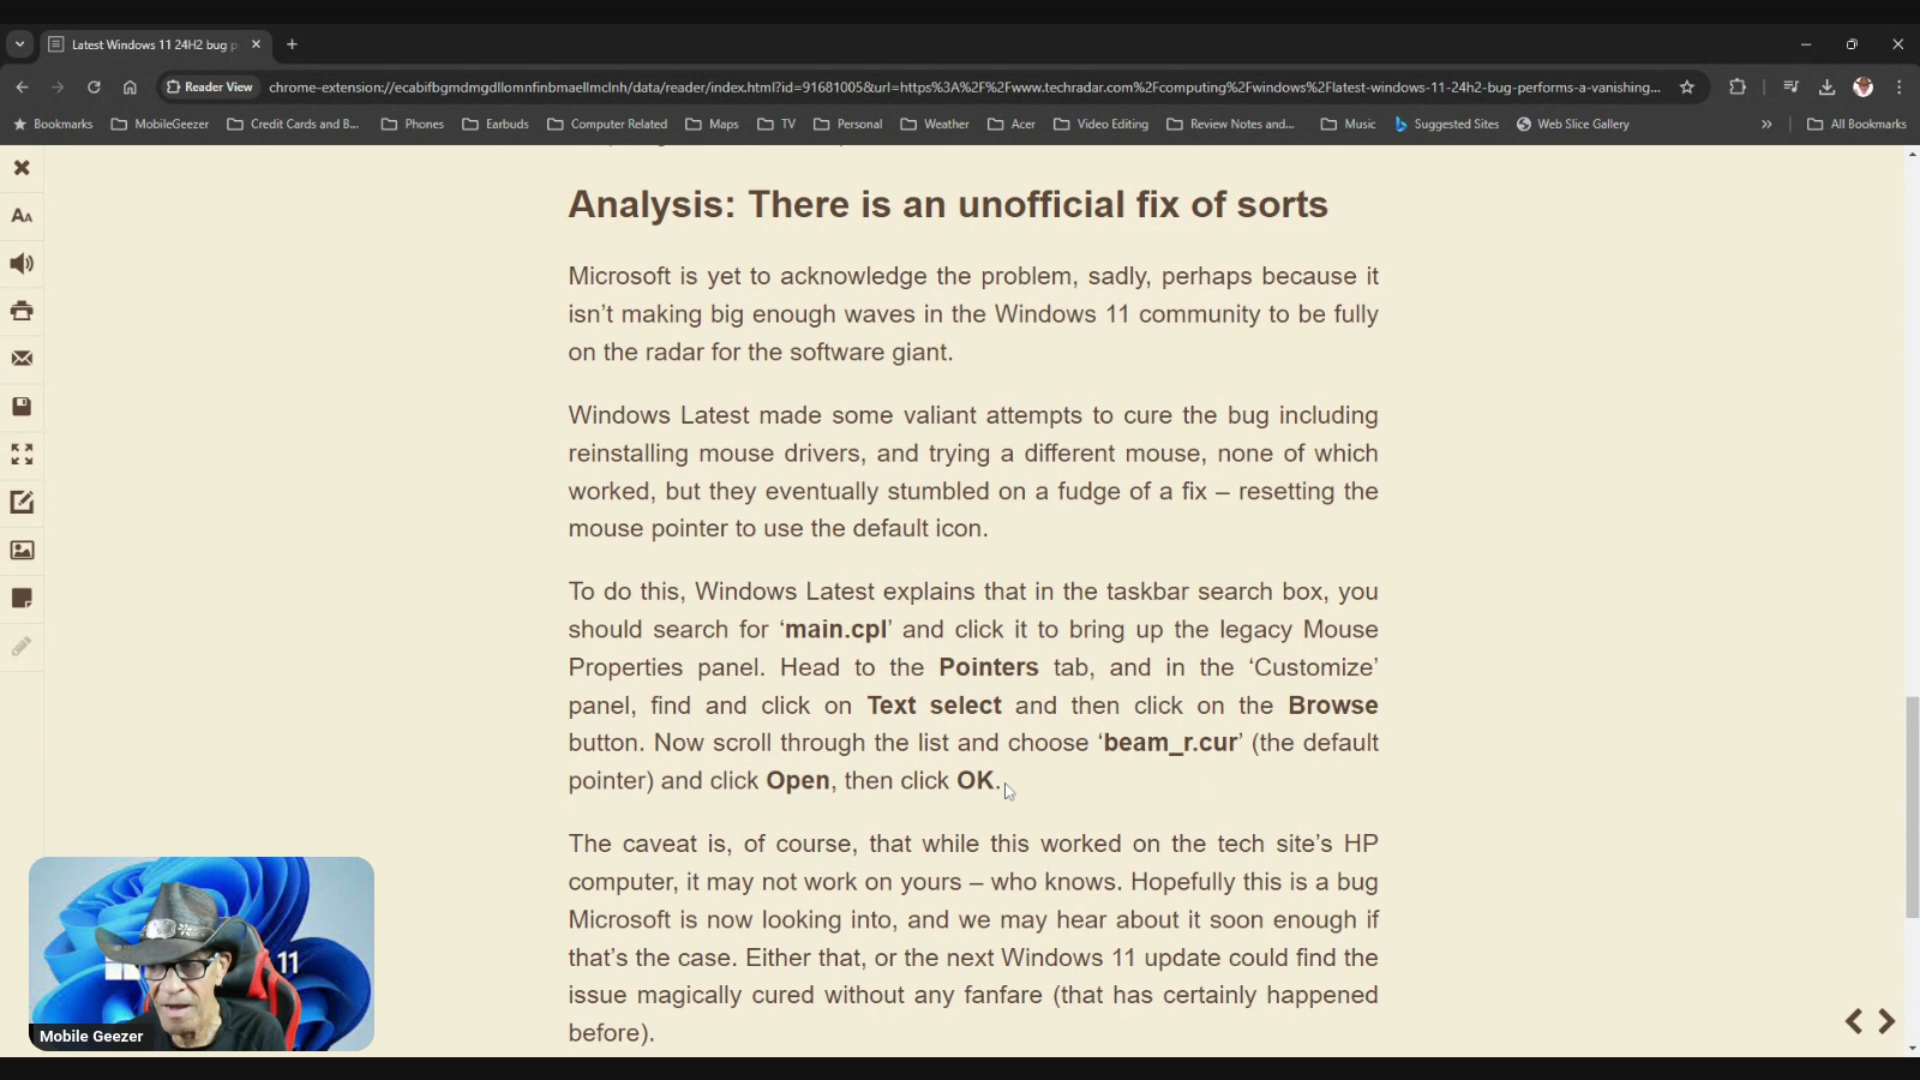 Latest Windows 11 24H2 bug p
Reader View
chrome-extension://ecabifbgmdmgdllomnfinbmaellmclnh/data/reader/index.html?id=91681005&url=https%3A%2F%2Fwww.techradar.com%2Fcomputing%2Fwindows%2Flatest-windows-11-24h2-bug-performs-a-vanishing...
Bookmarks MobileGeezer Credit Cards and B... Phones Earbuds Computer Related Maps TV Personal Weather Acer Video Editing Review Notes and... Music Suggested Sites Web Slice Gallery » All Bookmarks
Analysis: There is an unofficial fix of sorts
Microsoft is yet to acknowledge the problem, sadly, perhaps because it
isn’t making big enough waves in the Windows 11 community to be fully
on the radar for the software giant.
Windows Latest made some valiant attempts to cure the bug including
reinstalling mouse drivers, and trying a different mouse, none of which
worked, but they eventually stumbled on a fudge of a fix – resetting the
mouse pointer to use the default icon.
To do this, Windows Latest explains that in the taskbar search box, you
should search for ‘main.cpl’ and click it to bring up the legacy Mouse
Properties panel. Head to the Pointers tab, and in the ‘Customize’
panel, find and click on Text select and then click on the Browse
button. Now scroll through the list and choose ‘beam_r.cur’ (the default
pointer) and click Open, then click OK.
The caveat is, of course, that while this worked on the tech site’s HP
computer, it may not work on yours – who knows. Hopefully this is a bug
Microsoft is now looking into, and we may hear about it soon enough if
that’s the case. Either that, or the next Windows 11 update could find the
issue magically cured without any fanfare (that has certainly happened
before).
11
Mobile Geezer